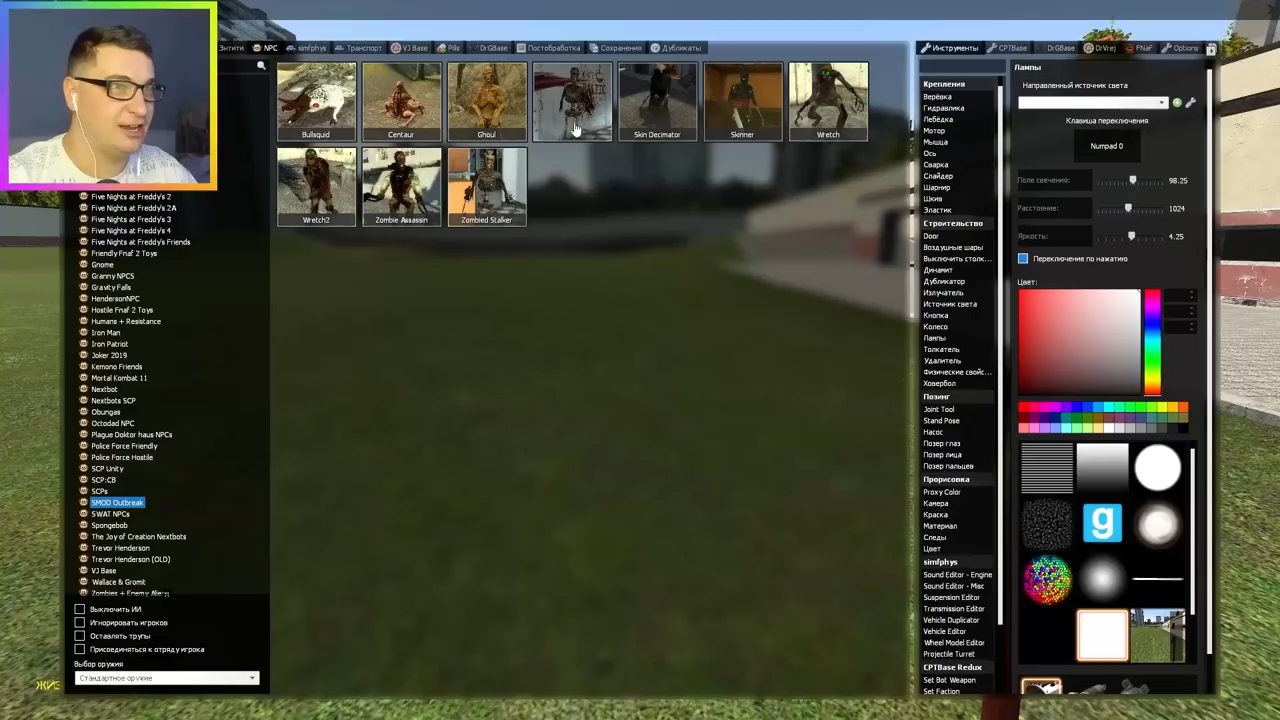 Энтити NPC simfphys Транспорт VJ Base Pills DrGBase Постобработка Сохранения Дубликаты
Bullsquid Centaur Ghoul Skin Decimator Skriner Wretch
Wretch2 Zombie Assassin Zombied Stalker
Five Nights at Freddy's 2
Five Nights at Freddy's 2A
Five Nights at Freddy's 3
Five Nights at Freddy's 4
Five Nights at Freddy's Friends
Friendly Fnaf 2 Toys
Gnome
Granny NPCS
Gravity Falls
HendersonNPC
Hostile Fnaf 2 Toys
Humans + Resistance
Iron Man
Iron Patriot
Joker 2019
Kemono Friends
Mortal Kombat 11
Nextbot
Nextbots SCP
Obungas
Octodad NPC
Plague Doktor haus NPCs
Police Force Friendly
Police Force Hostile
SCP Unity
SCP:CB
SCPs
SMOD Outbreak
SWAT NPCs
Spongebob
The Joy of Creation Nextbots
Trevor Henderson
Trevor Henderson (OLD)
VJ Base
Wallace & Gromit
Zombies + Enemy Aliens
Выключить ИИ
Игнорировать игроков
Оставлять трупы
Присоединяться к отряду игрока
Выбор оружия
Стандартное оружие
Инструменты CPTBase DrGBase DrVrej FNaF Options
Крепления
Верёвка
Гидравлика
Лебёдка
Мотор
Мышца
Ось
Сварка
Слайдер
Шарнир
Шкив
Эластик
Строительство
Door
Воздушные шары
Выключить столк...
Динамит
Дубликатор
Излучатель
Источник света
Кнопка
Колесо
Лампы
Толкатель
Удалитель
Физические свойс...
Ховербол
Позинг
Joint Tool
Stand Pose
Насос
Позер глаз
Позер лица
Позер пальцев
Прорисовка
Proxy Color
Камера
Краска
Материал
Следы
Цвет
simfphys
Sound Editor - Engine
Sound Editor - Misc
Suspension Editor
Transmission Editor
Vehicle Duplicator
Vehicle Editor
Wheel Model Editor
Projectile Turret
CPTBase Redux
Set Bot Weapon
Set Faction
Лампы
Направленный источник света
Клавиша переключения
Numpad 0
Поле свечения: 98.25
Расстояние: 1024
Яркость: 4.25
Переключение по нажатию
Цвет:
g